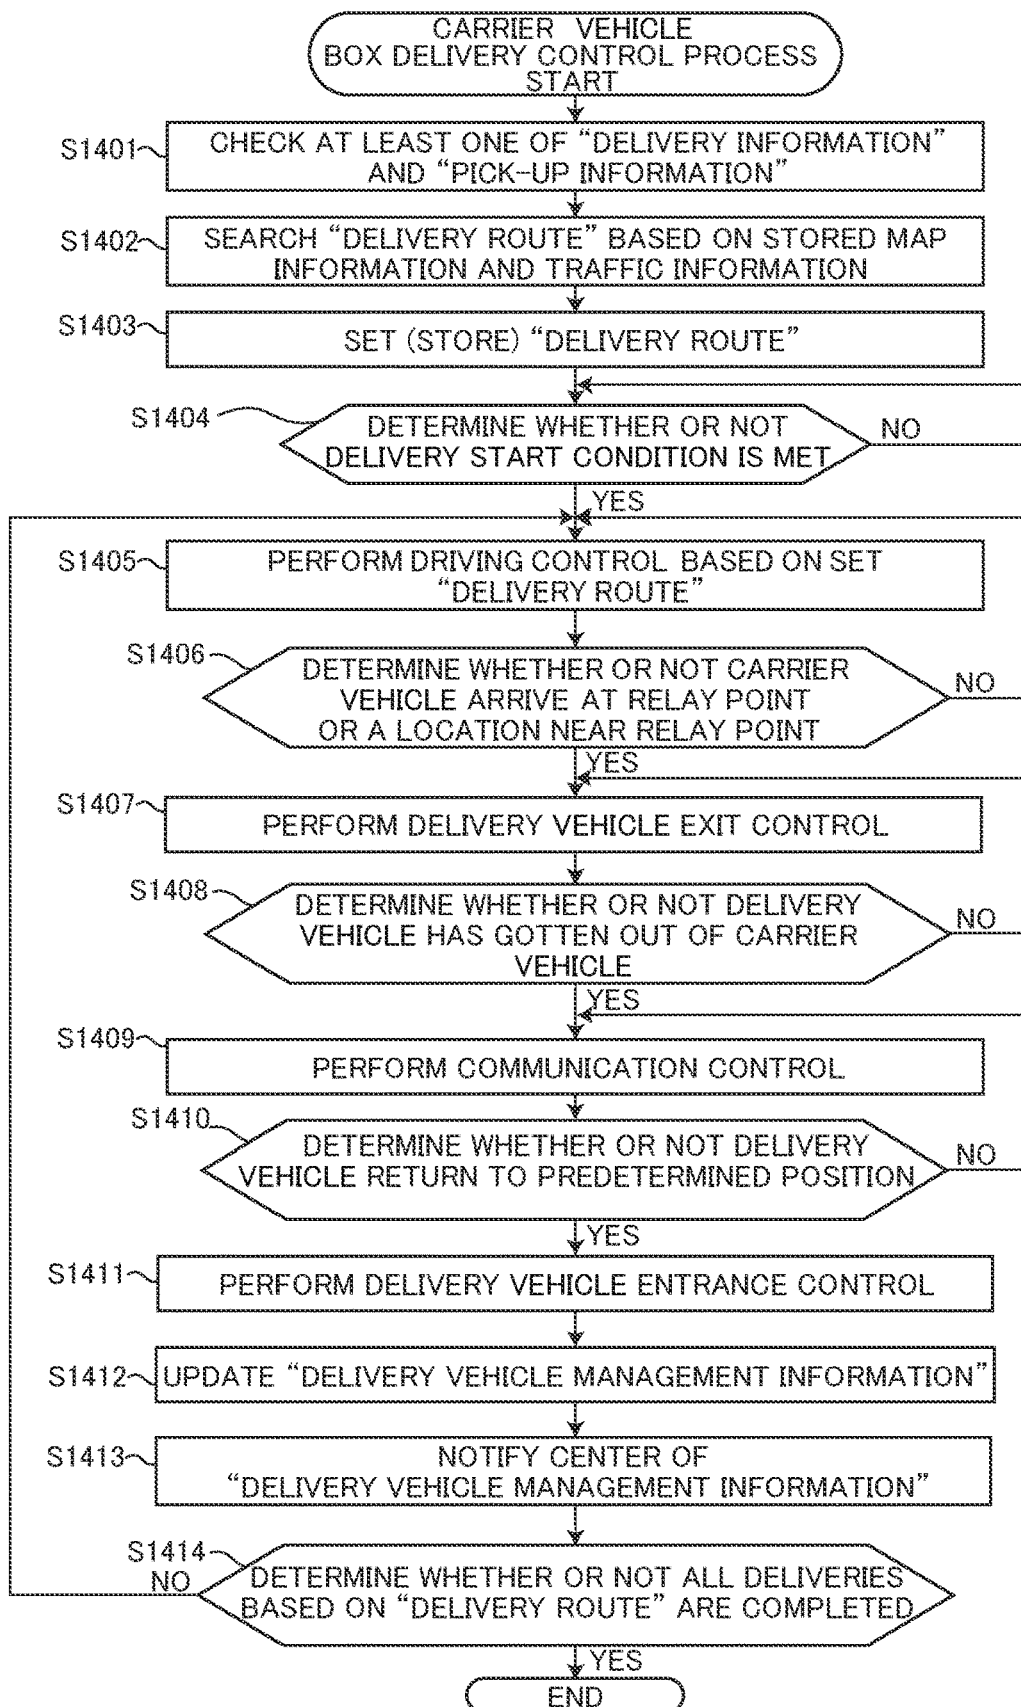 CARRIER VEHICLE
BOX DELIVERY CONTROL PROCESS
START
S1401
CHECK AT LEAST ONE OF “DELIVERY INFORMATION”
AND “PICK-UP INFORMATION”
S1402
SEARCH “DELIVERY ROUTE” BASED ON STORED MAP
INFORMATION AND TRAFFIC INFORMATION
S1403
SET (STORE) “DELIVERY ROUTE”
S1404
DETERMINE WHETHER OR NOT
DELIVERY START CONDITION IS MET
NO
YES
S1405
PERFORM DRIVING CONTROL BASED ON SET
“DELIVERY ROUTE”
S1406
DETERMINE WHETHER OR NOT CARRIER
VEHICLE ARRIVE AT RELAY POINT
OR A LOCATION NEAR RELAY POINT
NO
YES
S1407
PERFORM DELIVERY VEHICLE EXIT CONTROL
S1408
DETERMINE WHETHER OR NOT DELIVERY
VEHICLE HAS GOTTEN OUT OF CARRIER
VEHICLE
NO
YES
S1409
PERFORM COMMUNICATION CONTROL
S1410
DETERMINE WHETHER OR NOT DELIVERY
VEHICLE RETURN TO PREDETERMINED POSITION
NO
YES
S1411
PERFORM DELIVERY VEHICLE ENTRANCE CONTROL
S1412
UPDATE “DELIVERY VEHICLE MANAGEMENT INFORMATION”
S1413
NOTIFY CENTER OF
“DELIVERY VEHICLE MANAGEMENT INFORMATION”
S1414
NO
DETERMINE WHETHER OR NOT ALL DELIVERIES
BASED ON “DELIVERY ROUTE” ARE COMPLETED
YES
END